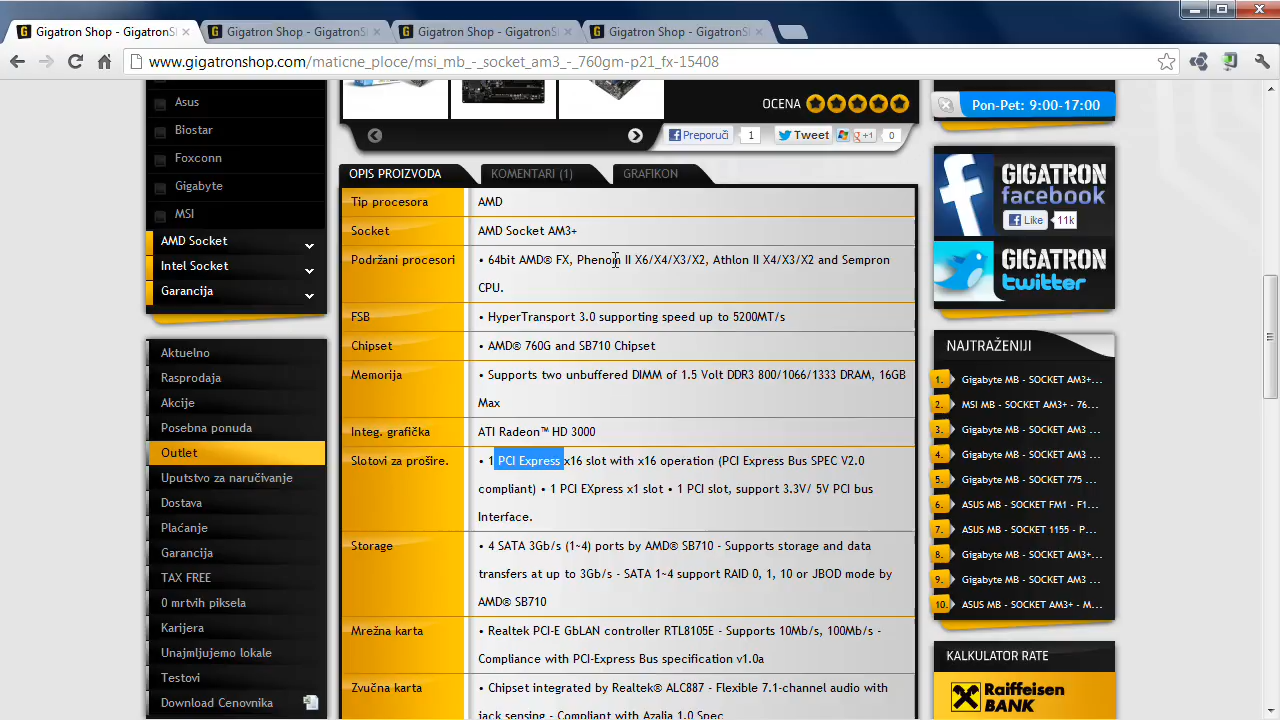 Gigatron Shop - GigatronS
Gigatron Shop - GigatronS
Gigatron Shop - GigatronS
Gigatron Shop - GigatronS
www.gigatronshop.com/maticne_ploce/msi_mb_-_socket_am3_-_760gm-p21_fx-15408
Asus
Biostar
Foxconn
Gigabyte
MSI
AMD Socket
Intel Socket
Garancija
Aktuelno
Rasprodaja
Akcije
Posebna ponuda
Outlet
Uputstvo za naručivanje
Dostava
Plaćanje
Garancija
TAX FREE
0 mrtvih piksela
Karijera
Unajmljujemo lokale
Testovi
Download Cenovnika
OCENA
Preporuči 1
Tweet
+1 0
OPIS PROIZVODA
KOMENTARI (1)
GRAFIKON
Tip procesora AMD
Socket AMD Socket AM3+
Podržani procesori • 64bit AMD® FX, Phenom II X6/X4/X3/X2, Athlon II X4/X3/X2 and Sempron
CPU.
FSB • HyperTransport 3.0 supporting speed up to 5200MT/s
Chipset • AMD® 760G and SB710 Chipset
Memorija • Supports two unbuffered DIMM of 1.5 Volt DDR3 800/1066/1333 DRAM, 16GB
Max
Integ. grafička ATI Radeon™ HD 3000
Slotovi za prošire. • 1 PCI Express x16 slot with x16 operation (PCI Express Bus SPEC V2.0
compliant) • 1 PCI EXpress x1 slot • 1 PCI slot, support 3.3V/ 5V PCI bus
Interface.
Storage • 4 SATA 3Gb/s (1~4) ports by AMD® SB710 - Supports storage and data
transfers at up to 3Gb/s - SATA 1~4 support RAID 0, 1, 10 or JBOD mode by
AMD® SB710
Mrežna karta • Realtek PCI-E GbLAN controller RTL8105E - Supports 10Mb/s, 100Mb/s -
Compliance with PCI-Express Bus specification v1.0a
Zvučna karta • Chipset integrated by Realtek® ALC887 - Flexible 7.1-channel audio with
jack sensing - Compliant with Azalia 1.0 Spec
Pon-Pet: 9:00-17:00
GIGATRON
facebook
Like 11k
GIGATRON
twitter
NAJTRAŽENIJI
1. Gigabyte MB - SOCKET AM3+...
2. MSI MB - SOCKET AM3+ - 76...
3. Gigabyte MB - SOCKET AM3 ...
4. Gigabyte MB - SOCKET AM3 ...
5. Gigabyte MB - SOCKET 775 ...
6. ASUS MB - SOCKET FM1 - F1...
7. ASUS MB - SOCKET 1155 - P...
8. Gigabyte MB - SOCKET AM3+...
9. Gigabyte MB - SOCKET AM3 ...
10. ASUS MB - SOCKET AM3+ - M...
KALKULATOR RATE
Raiffeisen
BANK